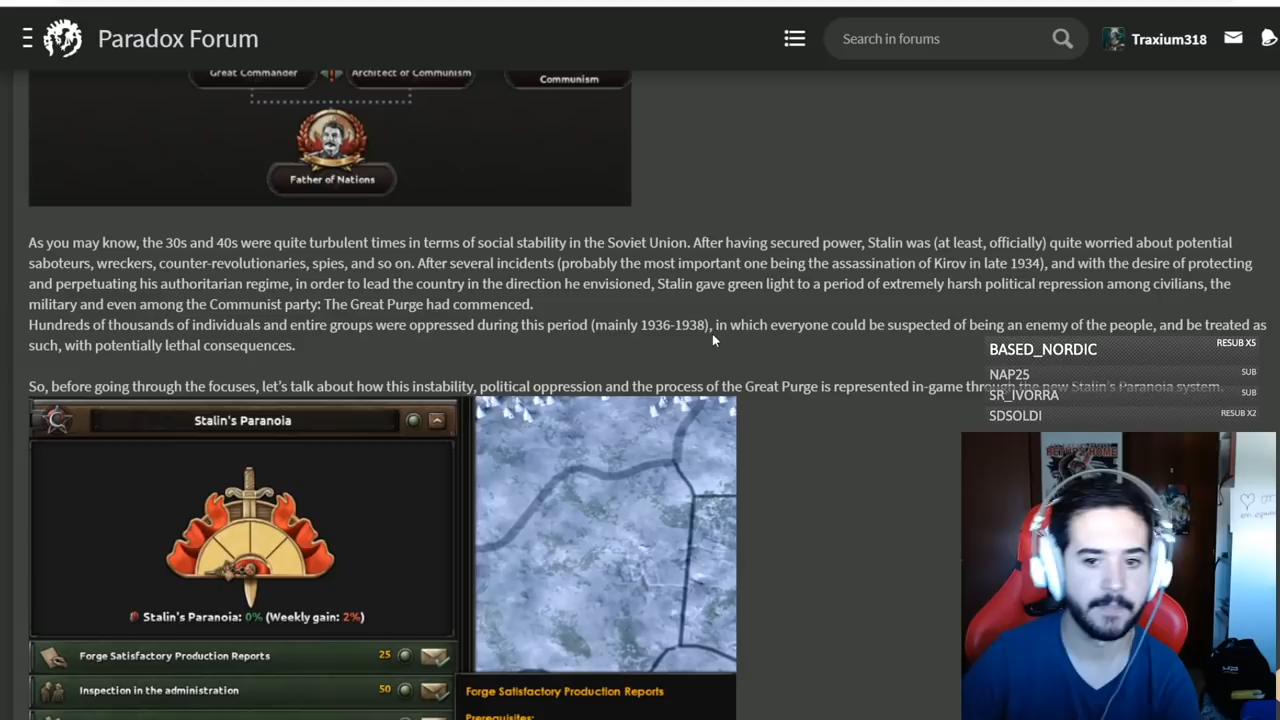 Paradox Forum
Search in forums
Traxium318
Great Commander
Architect of Communism
Communism
Father of Nations
As you may know, the 30s and 40s were quite turbulent times in terms of social stability in the Soviet Union. After having secured power, Stalin was (at least, officially) quite worried about potential
saboteurs, wreckers, counter-revolutionaries, spies, and so on. After several incidents (probably the most important one being the assassination of Kirov in late 1934), and with the desire of protecting
and perpetuating his authoritarian regime, in order to lead the country in the direction he envisioned, Stalin gave green light to a period of extremely harsh political repression among civilians, the
military and even among the Communist party: The Great Purge had commenced.
Hundreds of thousands of individuals and entire groups were oppressed during this period (mainly 1936-1938), in which everyone could be suspected of being an enemy of the people, and be treated as
such, with potentially lethal consequences.
BASED_NORDIC RESUB X5
NAP25 SUB
So, before going through the focuses, let's talk about how this instability, political oppression and the process of the Great Purge is represented in-game through the new Stalin's Paranoia system.
SR_IVORRA SUB
SDSOLDI RESUB X2
Stalin's Paranoia
Stalin's Paranoia: 0% (Weekly gain: 2%)
Forge Satisfactory Production Reports 25
Inspection in the administration 50
Forge Satisfactory Production Reports
Prerequisites: